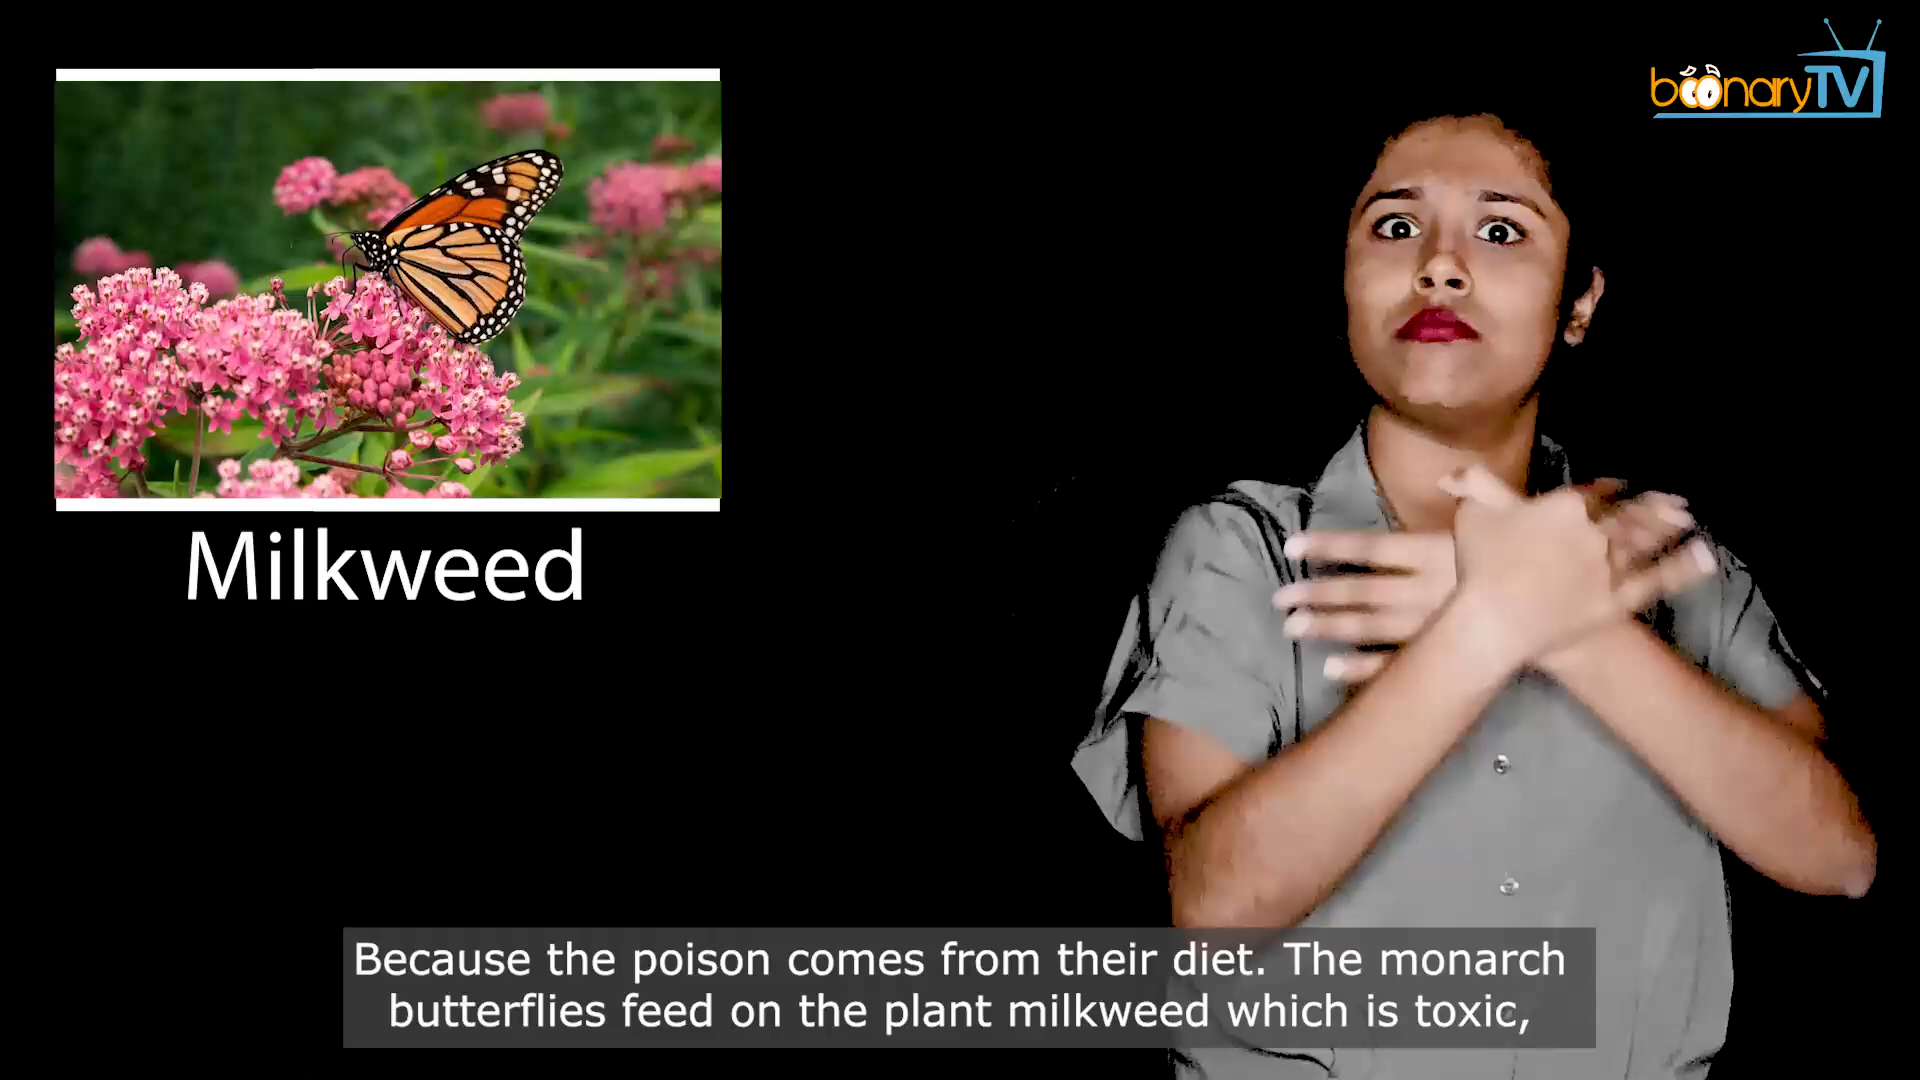 boonaryTV
Milkweed
Because the poison comes from their diet. The monarch
butterflies feed on the plant milkweed which is toxic,